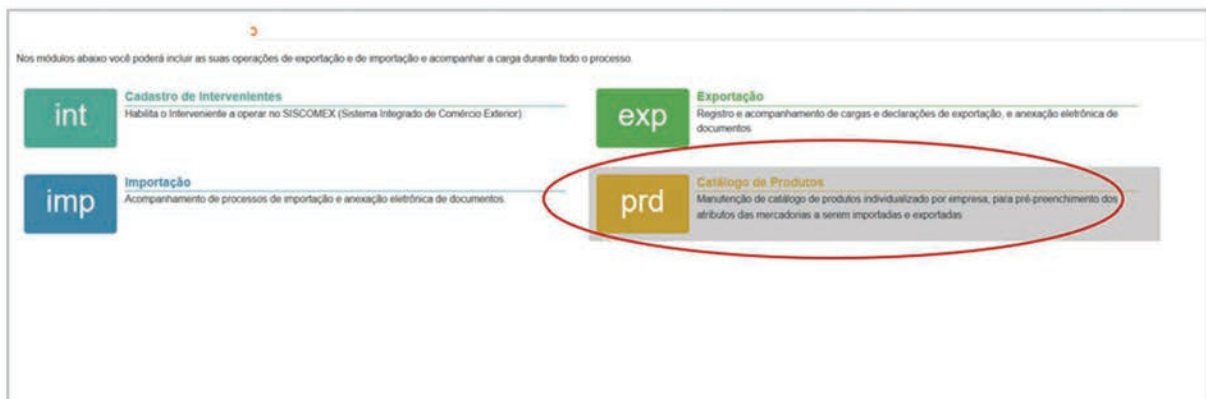 Nos módulos abaixo você poderá incluir as suas operações de exportação e de importação e acompanhar a carga durante todo o processo.
int
Cadastro de Intervenientes
Habilita o Interveniente a operar no SISCOMEX (Sistema Integrado de Comércio Exterior)
exp
Exportação
Registro e acompanhamento de cargas e declarações de exportação, e anexação eletrônica de
documentos
imp
Importação
Acompanhamento de processos de importação e anexação eletrônica de documentos.
prd
Catálogo de Produtos
Manutenção de catálogo de produtos individualizado por empresa, para pré-preenchimento dos
atributos das mercadorias a serem importadas e exportadas